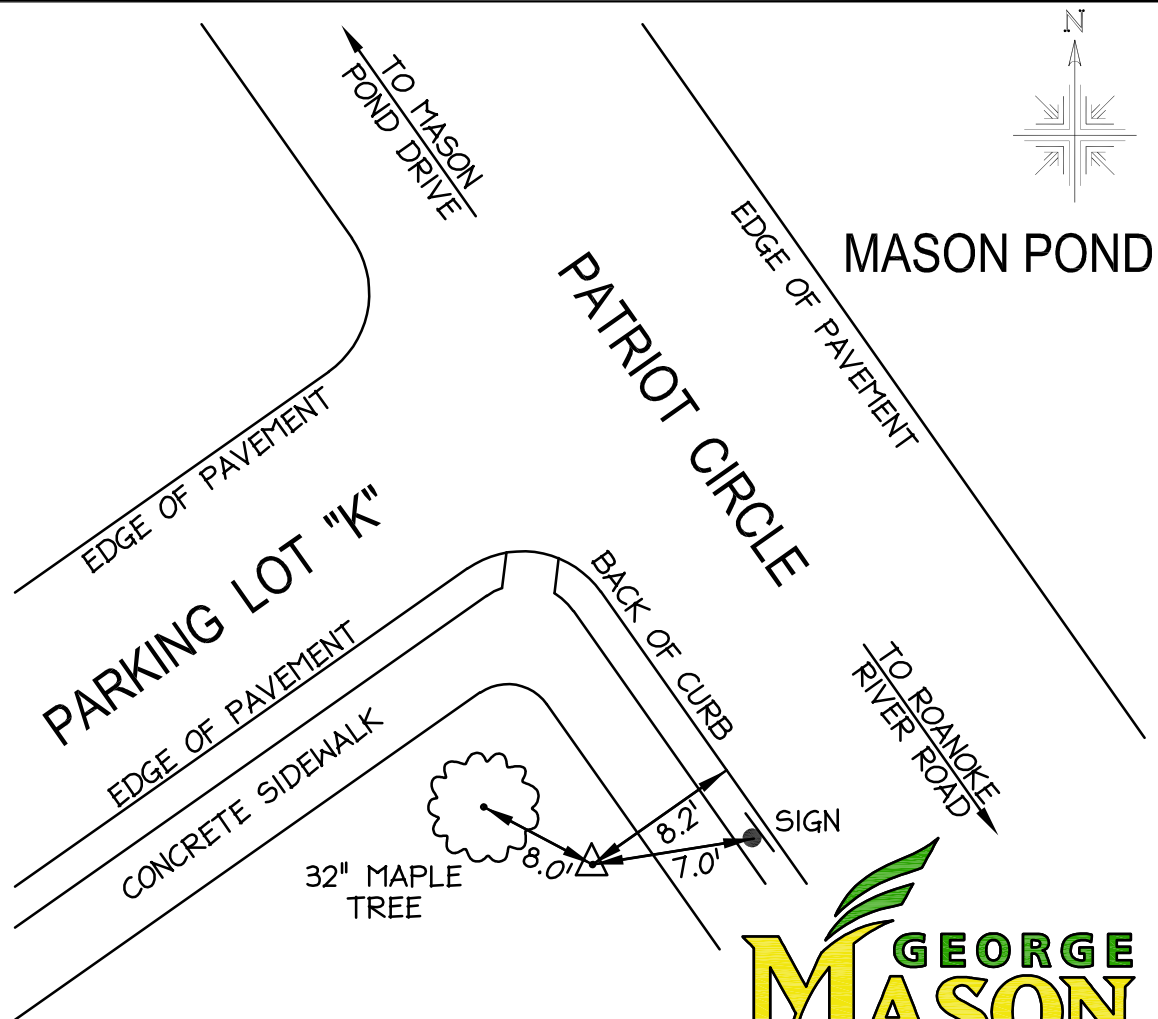 N
TO MASON
POND DRIVE
MASON POND
EDGE OF PAVEMENT
PATRIOT CIRCLE
EDGE OF PAVEMENT
PARKING LOT "K"
BACK OF CURB
EDGE OF PAVEMENT
TO ROANOKE
RIVER ROAD
CONCRETE SIDEWALK
8.2'
SIGN
8.0'
7.0'
32" MAPLE
TREE
GEORGE
MASON